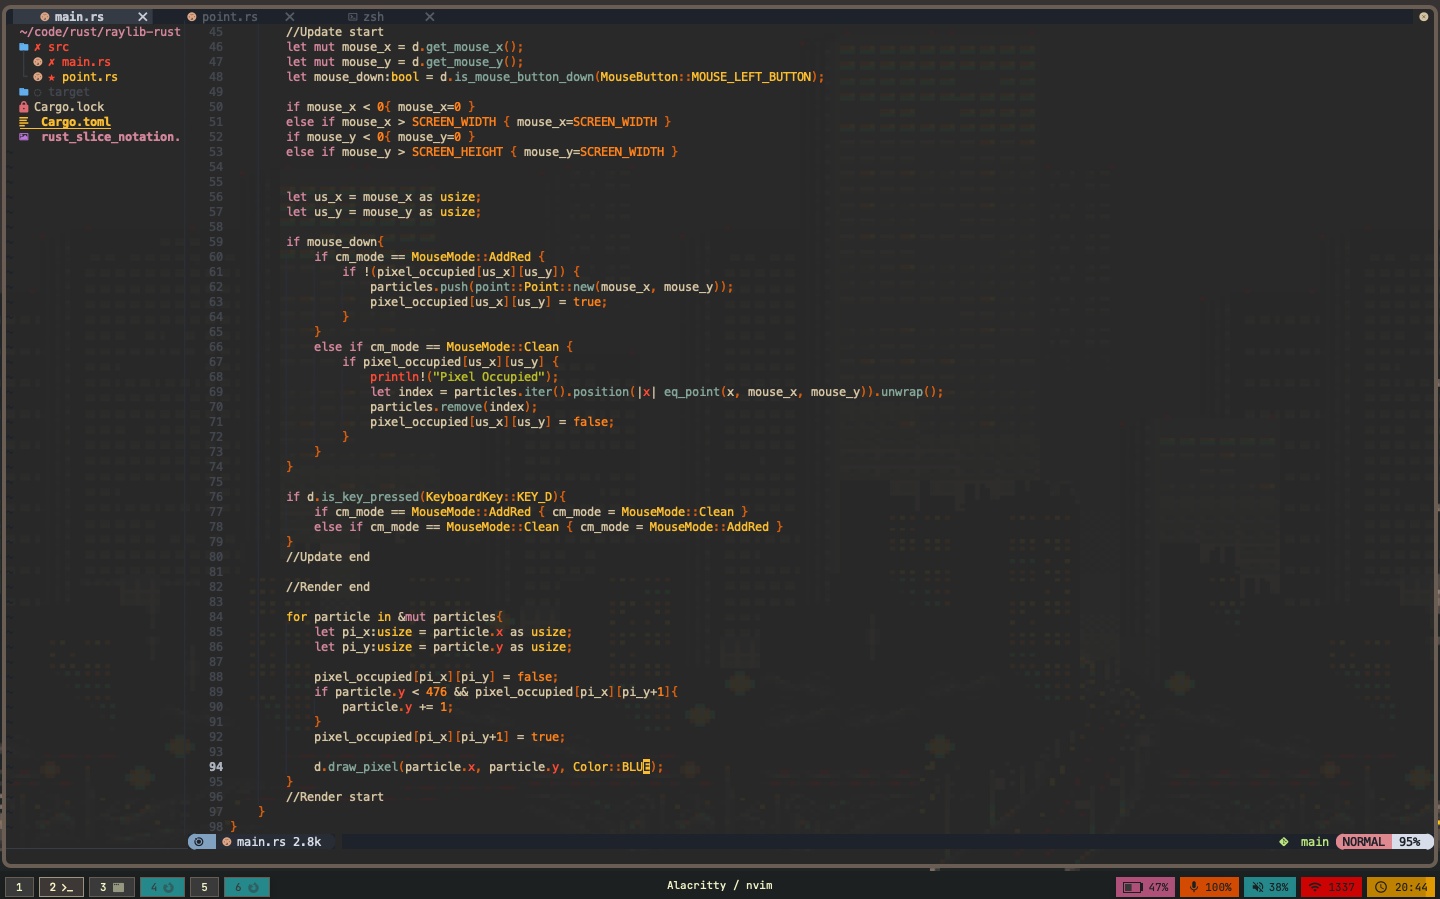 main.rs point.rs zsh
~/code/rust/raylib-rust
src
main.rs
point.rs
target
Cargo.lock
Cargo.toml
rust_slice_notation.
45 //Update start
46 let mut mouse_x = d.get_mouse_x();
47 let mut mouse_y = d.get_mouse_y();
48 let mouse_down:bool = d.is_mouse_button_down(MouseButton::MOUSE_LEFT_BUTTON);
49
50 if mouse_x < 0{ mouse_x=0 }
51 else if mouse_x > SCREEN_WIDTH { mouse_x=SCREEN_WIDTH }
52 if mouse_y < 0{ mouse_y=0 }
53 else if mouse_y > SCREEN_HEIGHT { mouse_y=SCREEN_WIDTH }
54
55
56 let us_x = mouse_x as usize;
57 let us_y = mouse_y as usize;
58
59 if mouse_down{
60 if cm_mode == MouseMode::AddRed {
61 if !(pixel_occupied[us_x][us_y]) {
62 particles.push(point::Point::new(mouse_x, mouse_y));
63 pixel_occupied[us_x][us_y] = true;
64 }
65 }
66 else if cm_mode == MouseMode::Clean {
67 if pixel_occupied[us_x][us_y] {
68 println!("Pixel Occupied");
69 let index = particles.iter().position(|x| eq_point(x, mouse_x, mouse_y)).unwrap();
70 particles.remove(index);
71 pixel_occupied[us_x][us_y] = false;
72 }
73 }
74 }
75
76 if d.is_key_pressed(KeyboardKey::KEY_D){
77 if cm_mode == MouseMode::AddRed { cm_mode = MouseMode::Clean }
78 else if cm_mode == MouseMode::Clean { cm_mode = MouseMode::AddRed }
79 }
80 //Update end
81
82 //Render end
83
84 for particle in &mut particles{
85 let pi_x:usize = particle.x as usize;
86 let pi_y:usize = particle.y as usize;
87
88 pixel_occupied[pi_x][pi_y] = false;
89 if particle.y < 476 && pixel_occupied[pi_x][pi_y+1]{
90 particle.y += 1;
91 }
92 pixel_occupied[pi_x][pi_y+1] = true;
93
94 d.draw_pixel(particle.x, particle.y, Color::BLUE);
95 }
96 //Render start
97 }
98 }
main.rs 2.8k main NORMAL 95%
1 2 3 4 5 6 Alacritty / nvim 47% 100% 38% 1337 20:44